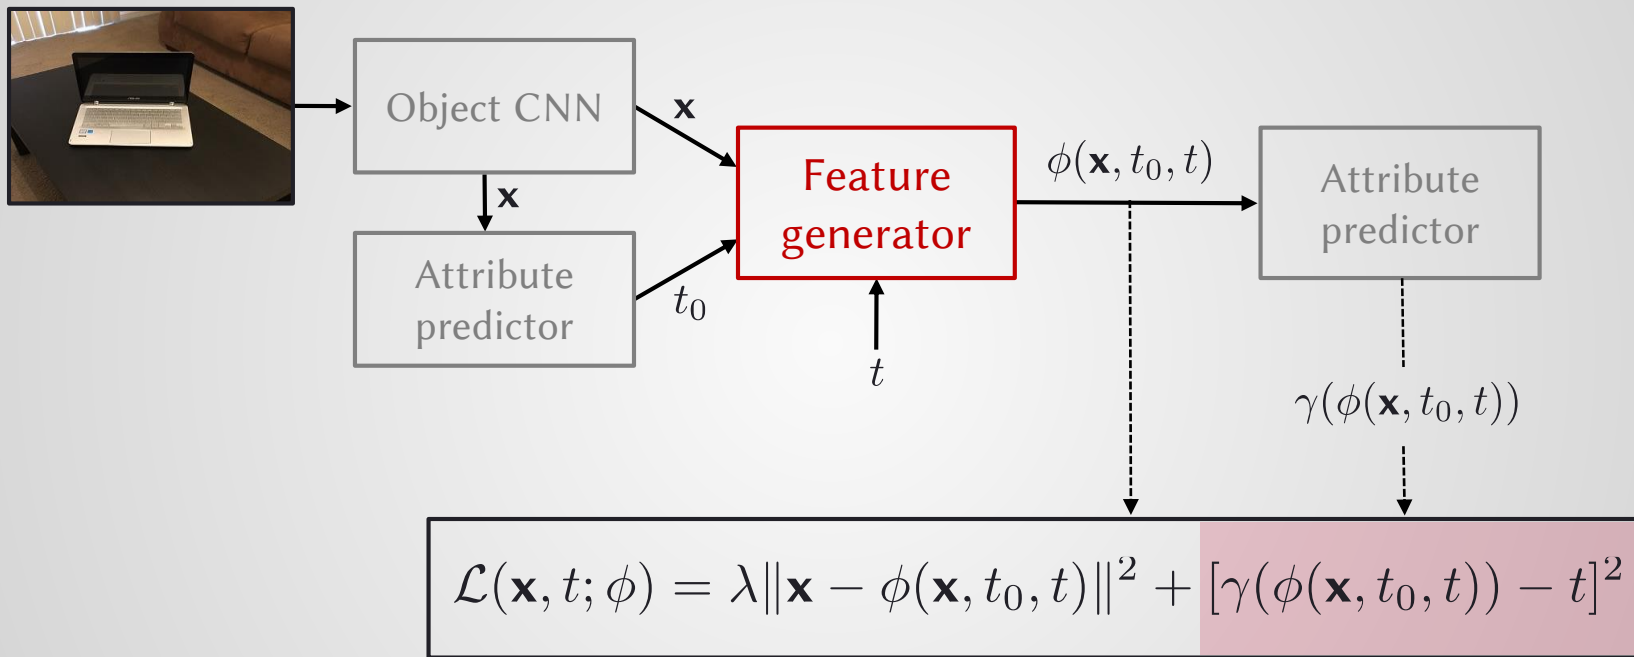 Object CNN
x
x
Feature
generator
ϕ(x, t₀, t)
Attribute
predictor
Attribute
predictor
t₀
t
γ(ϕ(x, t₀, t))
ℒ(x, t; ϕ) = λ‖x − ϕ(x, t₀, t)‖² + [γ(ϕ(x, t₀, t)) − t]²